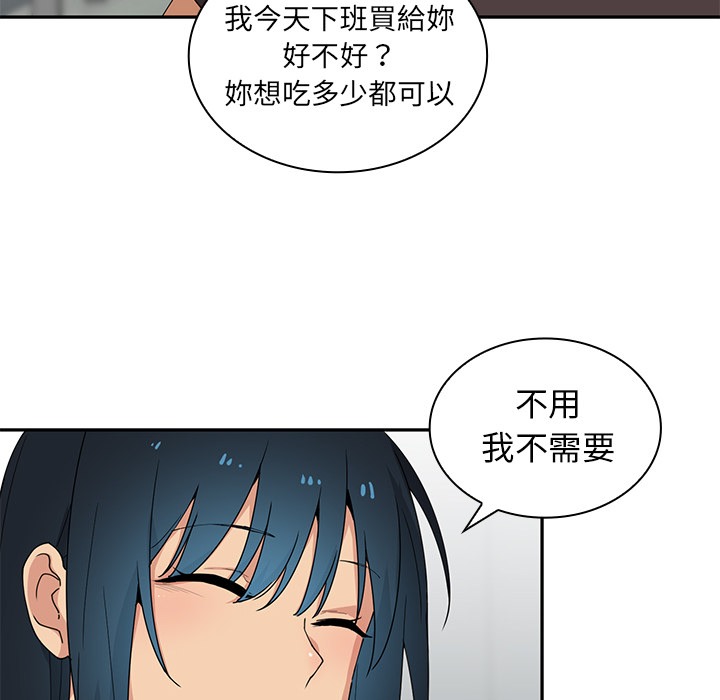 我今天下班買給妳
好不好？
妳想吃多少都可以
不用
我不需要